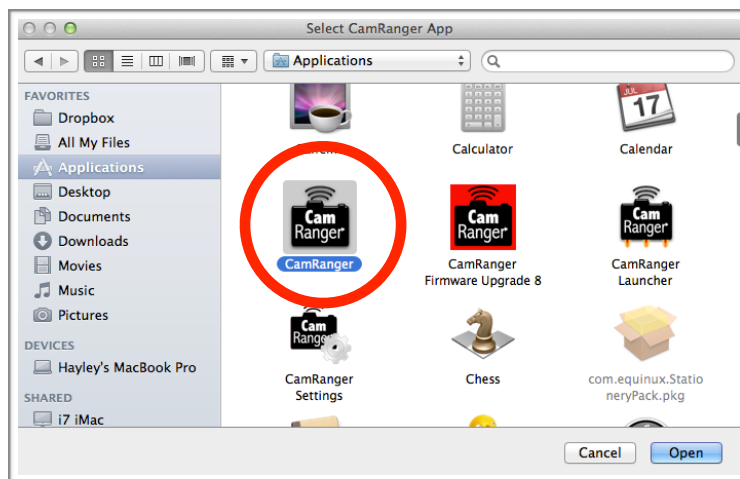 Select CamRanger App
Applications
FAVORITES
Dropbox
All My Files
Applications
Desktop
Documents
Downloads
Movies
Music
Pictures
DEVICES
Hayley's MacBook Pro
SHARED
i7 iMac
JUL
17
Calculator
Calendar
Cam
Ranger
CamRanger
Cam
Ranger
CamRanger
Firmware Upgrade 8
Cam
Ranger
CamRanger
Launcher
Cam
Ranger
CamRanger
Settings
Chess
com.equinux.Statio
neryPack.pkg
Cancel
Open